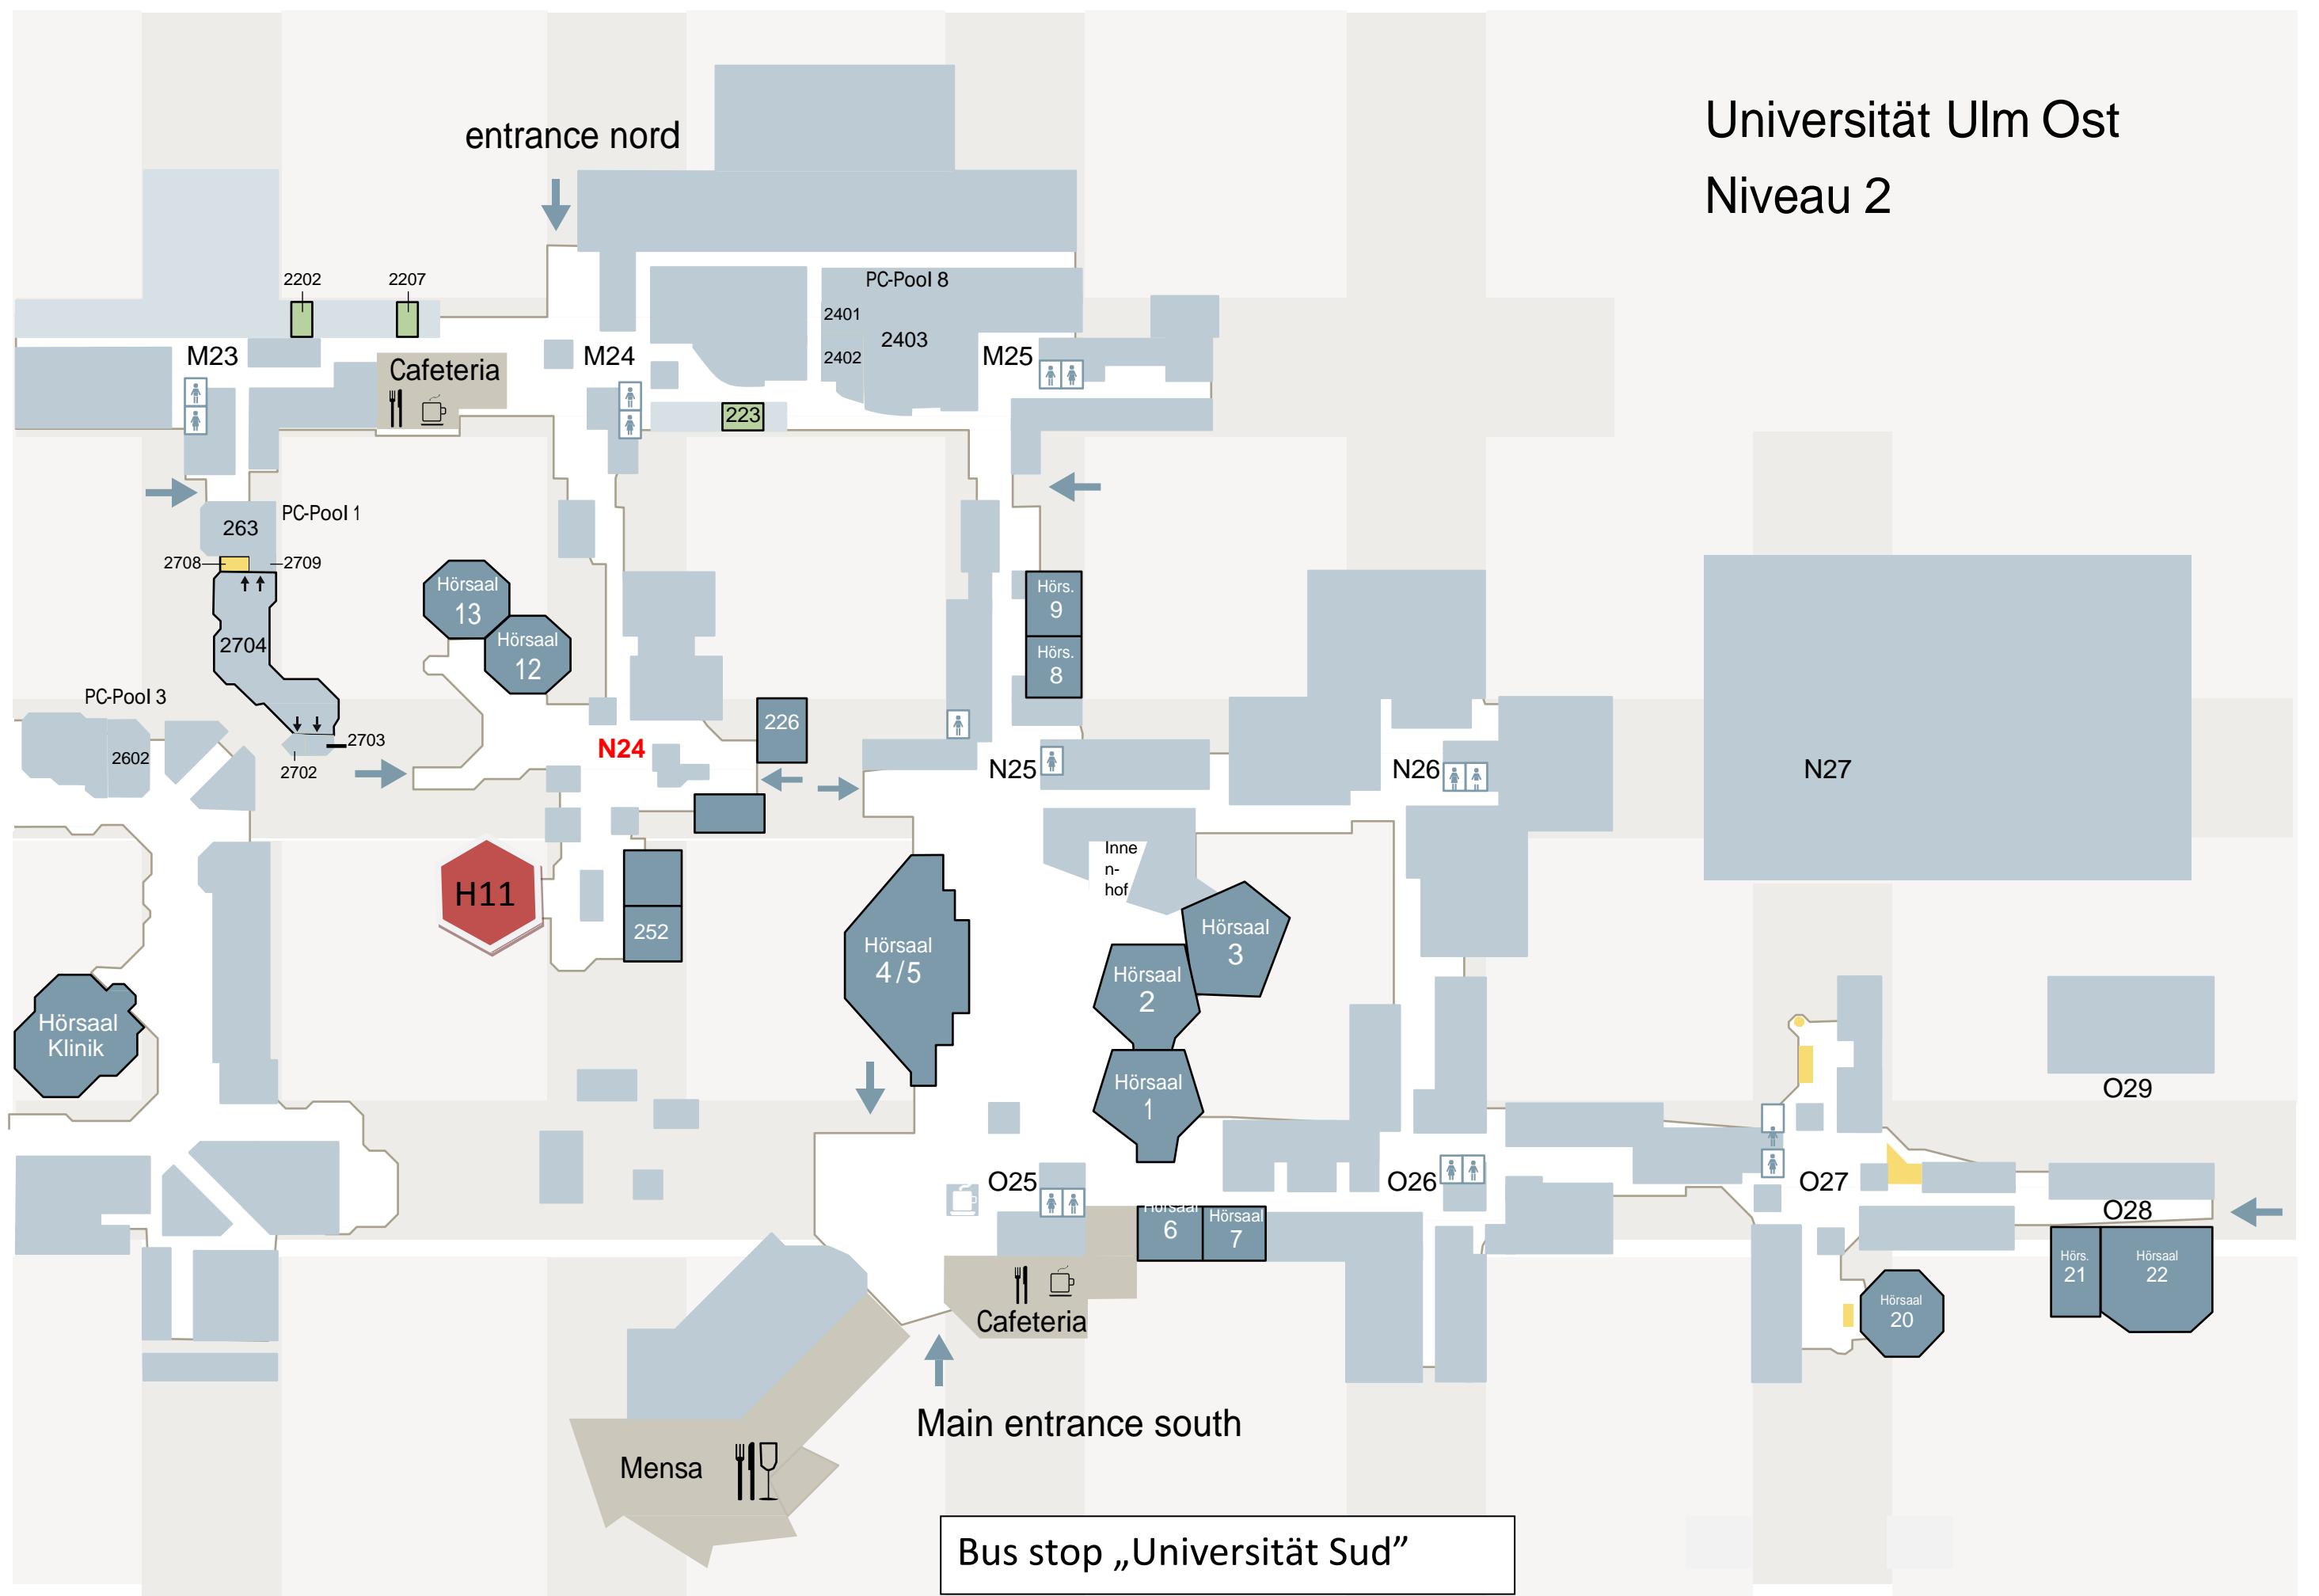 Universität Ulm Ost
Niveau 2
entrance nord
2202
2207
PC-Pool 8
2401
2403
2402
M23
M24
M25
Cafeteria
223
PC-Pool 1
263
2708
2709
2704
Hörsaal
13
Hörsaal
12
Hörs.
9
Hörs.
8
PC-Pool 3
2602
2703
2702
226
N24
N25
N26
N27
Inne
n-
hof
H11
252
Hörsaal
4/5
Hörsaal
3
Hörsaal
2
Hörsaal
1
Hörsaal
Klinik
O29
O25
O26
O27
O28
Hörsaal
6
Hörsaal
7
Hörs.
21
Hörsaal
22
Hörsaal
20
Cafeteria
Main entrance south
Mensa
Bus stop „Universität Sud”